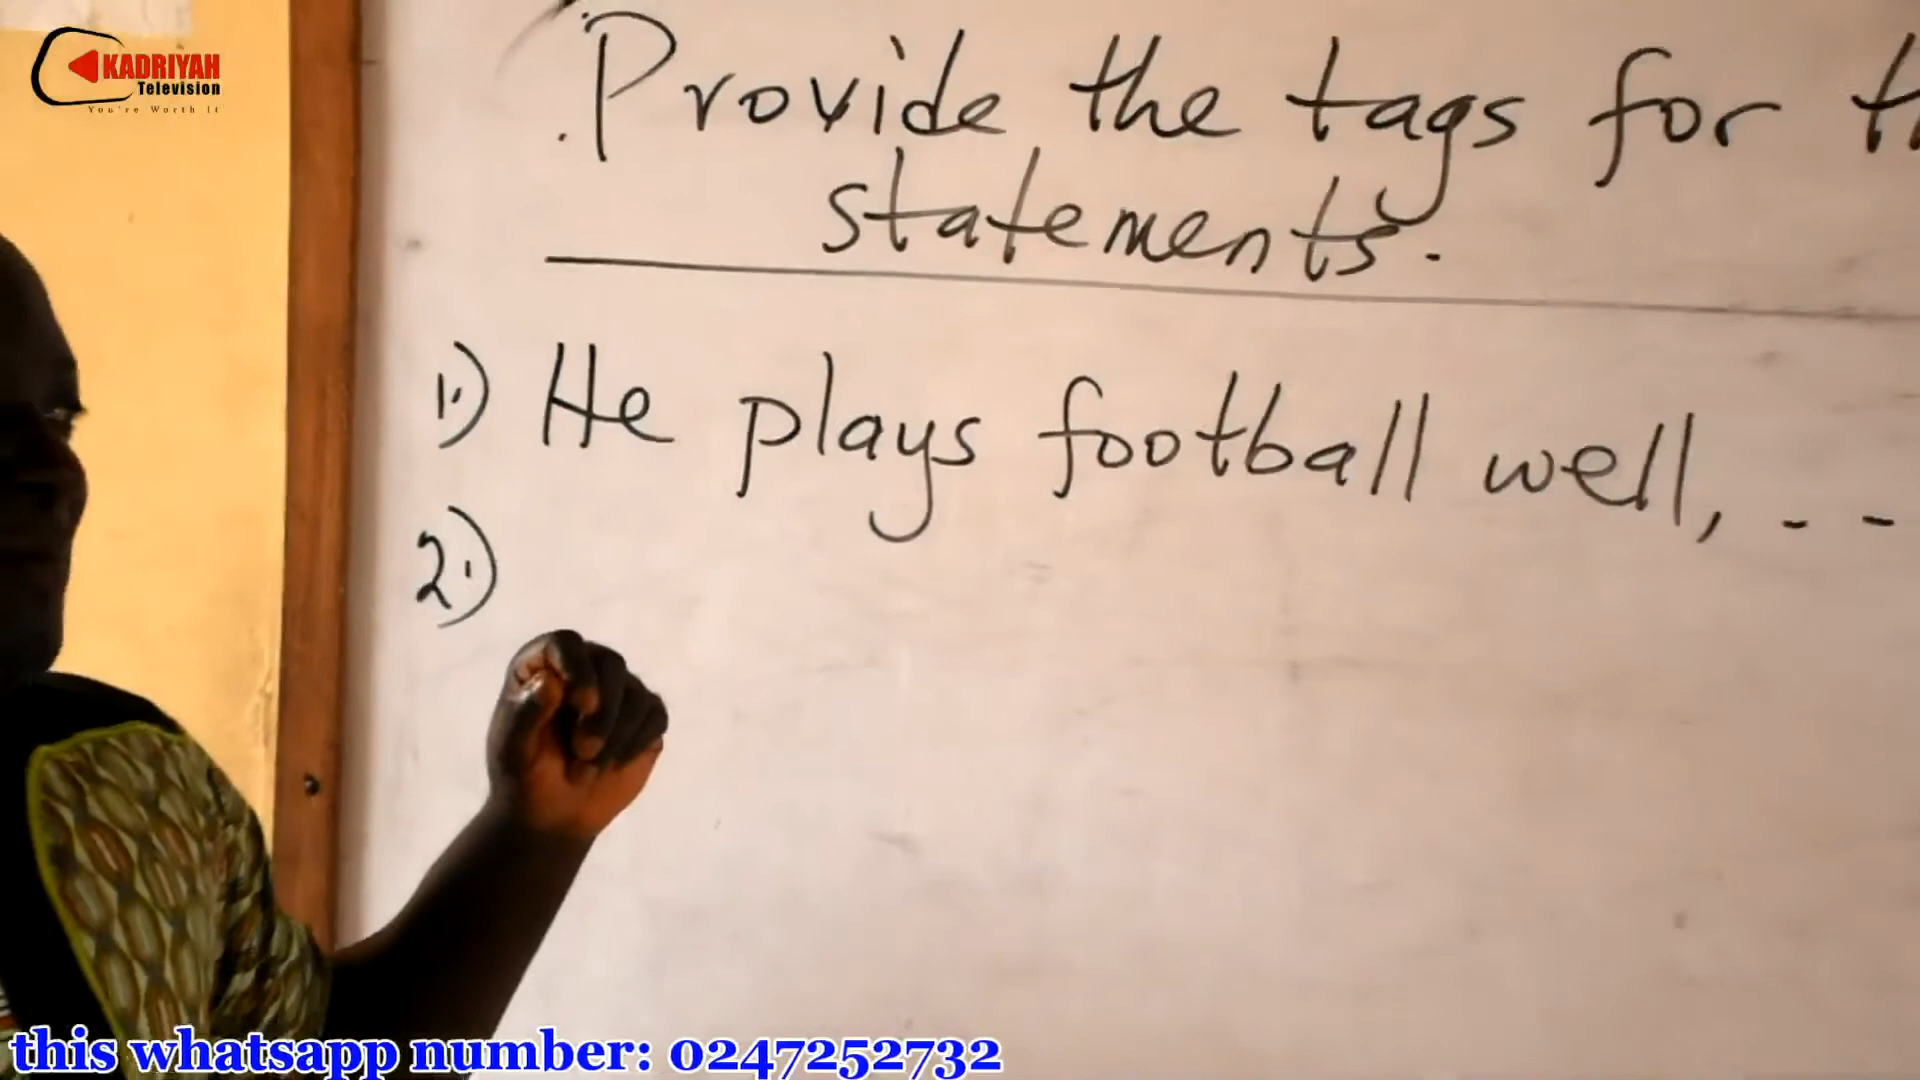 KADRIYAH
Television
You're Worth It
Provide the tags for
statements.
1.) He plays football well, - -
2.)
this whatsapp number: 0247252732